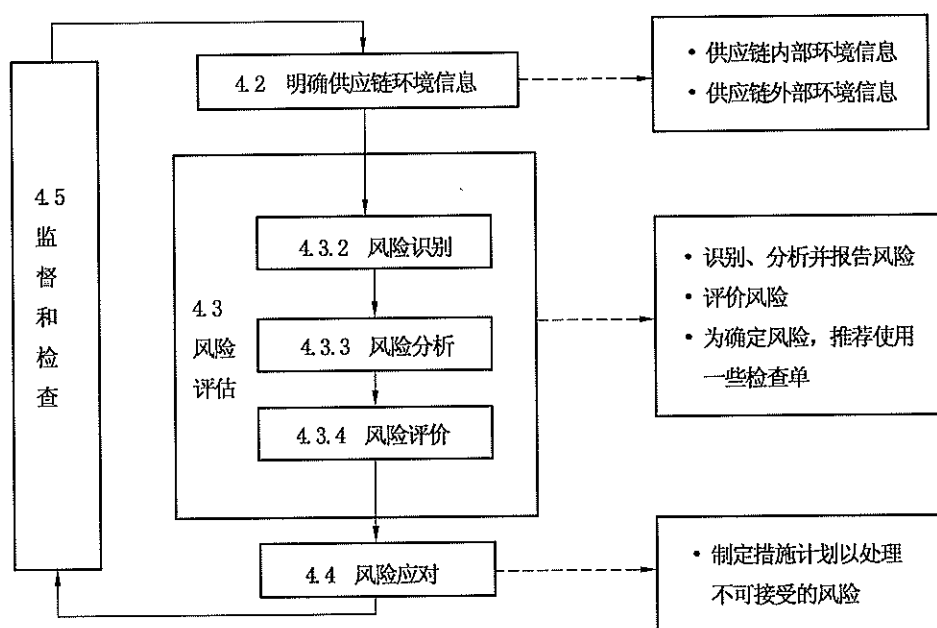 4.2 明确供应链环境信息
• 供应链内部环境信息
• 供应链外部环境信息
4.5
监
督
和
检
查
4.3
风险
评估
4.3.2 风险识别
4.3.3 风险分析
4.3.4 风险评价
• 识别、分析并报告风险
• 评价风险
• 为确定风险，推荐使用
一些检查单
4.4 风险应对
• 制定措施计划以处理
不可接受的风险